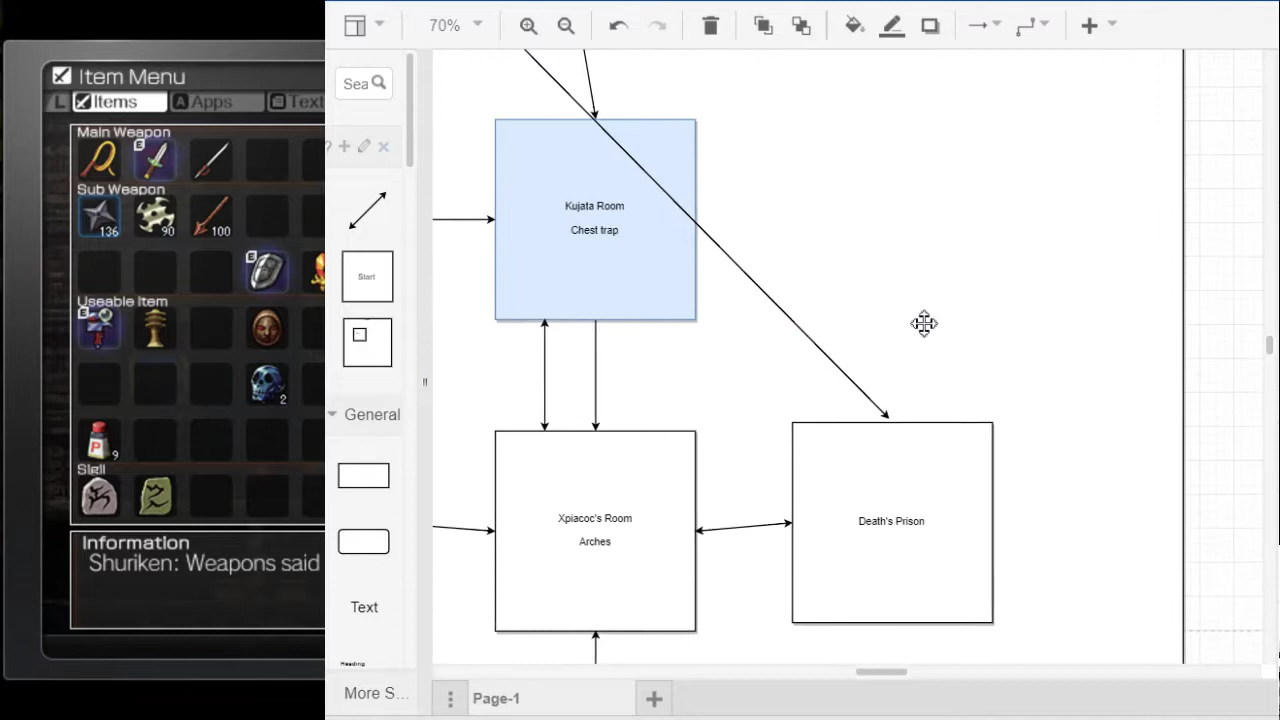 Item Menu
L
Items
A
Apps
Text
Main Weapon
E
Sub Weapon
136
90
100
E
Useable Item
E
2
P
9
Sigil
Information
Shuriken: Weapons said
70%
Sea
?
Start
General
Text
Heading
More S...
Kujata Room
Chest trap
Xpiacoc's Room
Arches
Death's Prison
Page-1